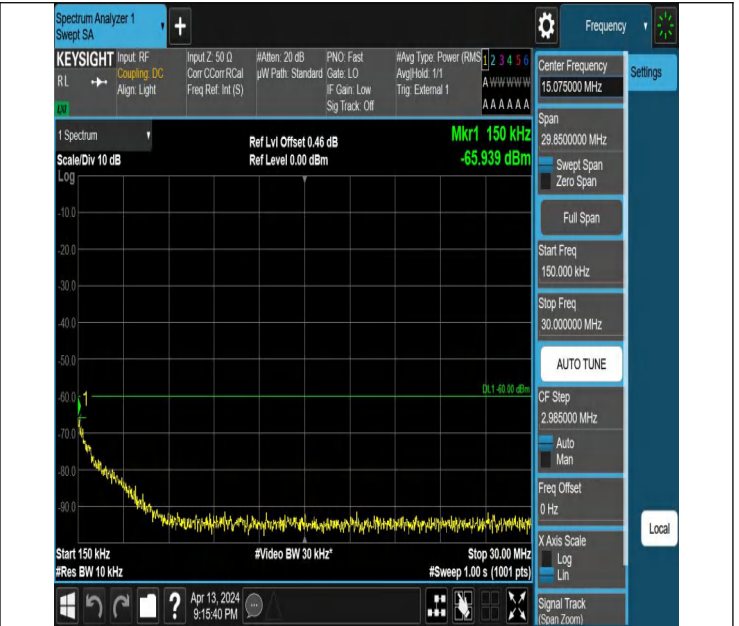 Spectrum Analyzer 1
Swept SA
+
Frequency
KEYSIGHT
RL
LXI
Input: RF
Coupling: DC
Align: Light
Input Z: 50 Ω
Corr CCorr RCal
Freq Ref: Int (S)
#Atten: 20 dB
µW Path: Standard
PNO: Fast
Gate: LO
IF Gain: Low
Sig Track: Off
#Avg Type: Power (RMS
Avg|Hold: 1/1
Trig: External 1
1 2 3 4 5 6
A W W W W W
A A A A A A
Center Frequency
15.075000 MHz
Settings
1 Spectrum
Scale/Div 10 dB
Log
Ref Lvl Offset 0.46 dB
Ref Level 0.00 dBm
Mkr1 150 kHz
-65.939 dBm
Span
29.8500000 MHz
Swept Span
Zero Span
Full Span
Start Freq
150.000 kHz
Stop Freq
30.000000 MHz
AUTO TUNE
CF Step
2.985000 MHz
Auto
Man
Freq Offset
0 Hz
X Axis Scale
Log
Lin
Signal Track
(Span Zoom)
Local
-10.0
-20.0
-30.0
-40.0
-50.0
-60.0
-70.0
-80.0
-90.0
1
DL1 -60.00 dBm
Start 150 kHz
#Res BW 10 kHz
#Video BW 30 kHz*
Stop 30.00 MHz
#Sweep 1.00 s (1001 pts)
?
Apr 13, 2024
9:15:40 PM